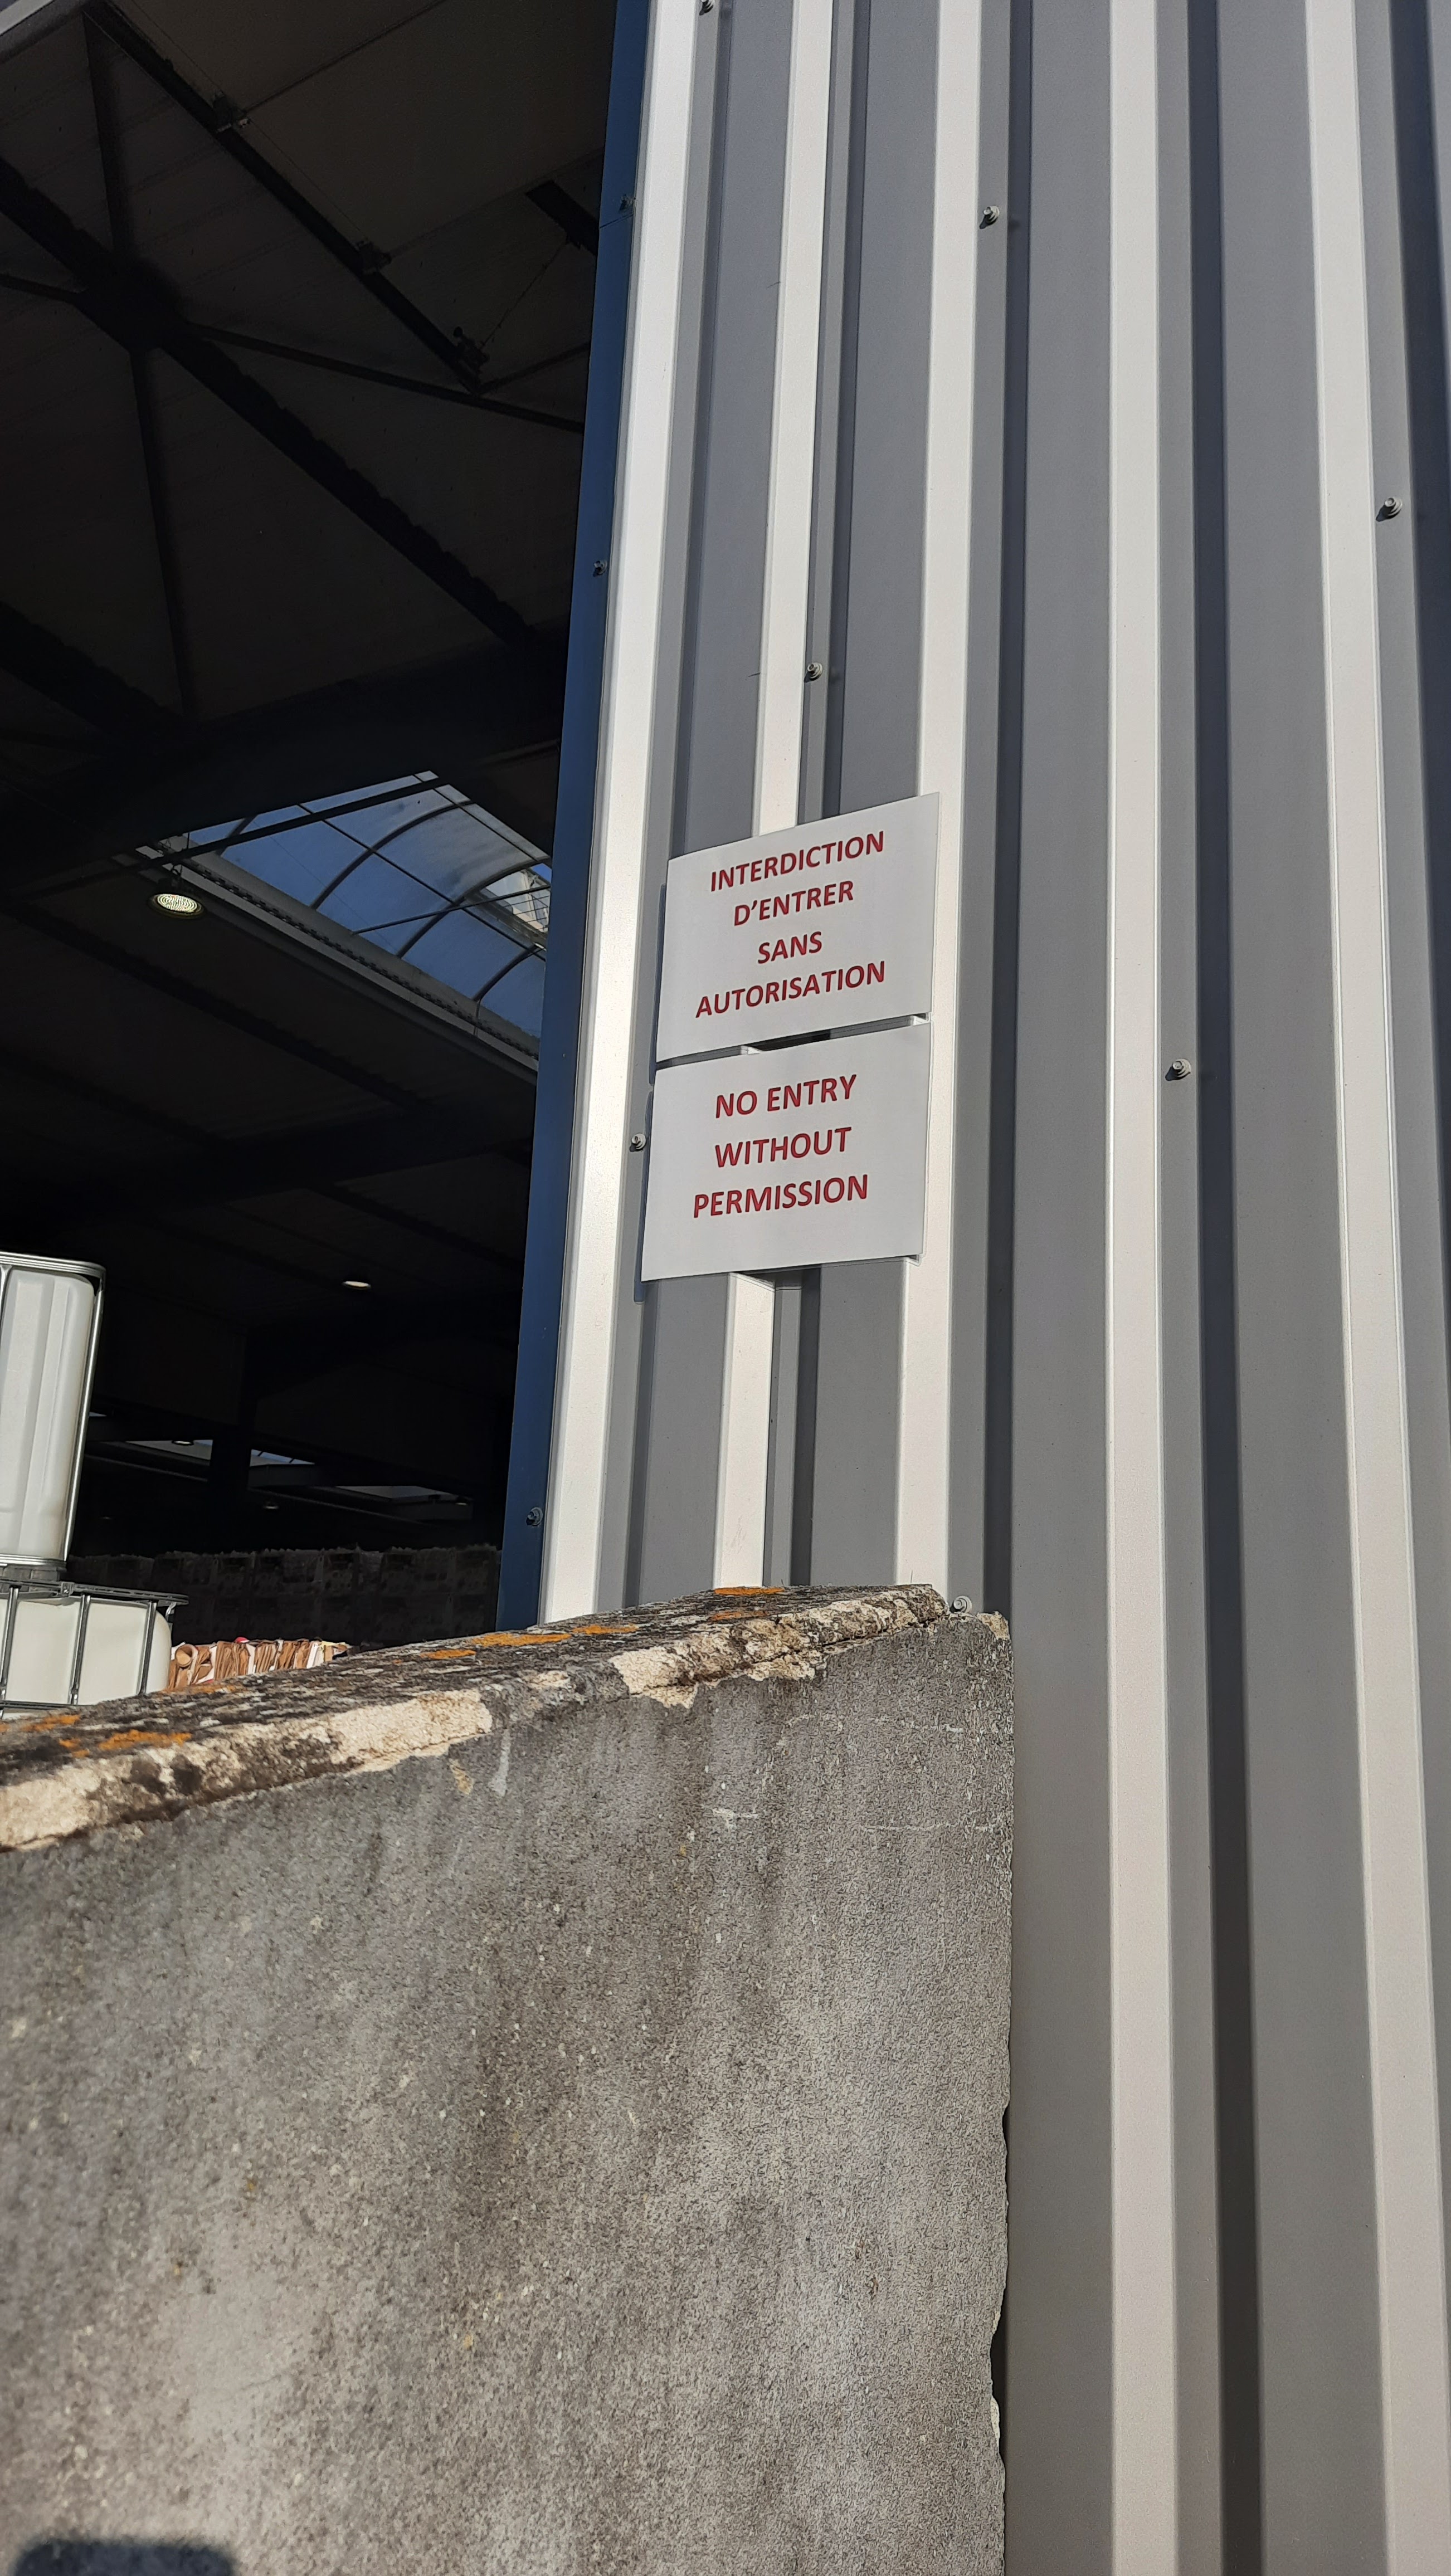 INTERDICTION
D'ENTRER
SANS
AUTORISATION
NO ENTRY
WITHOUT
PERMISSION